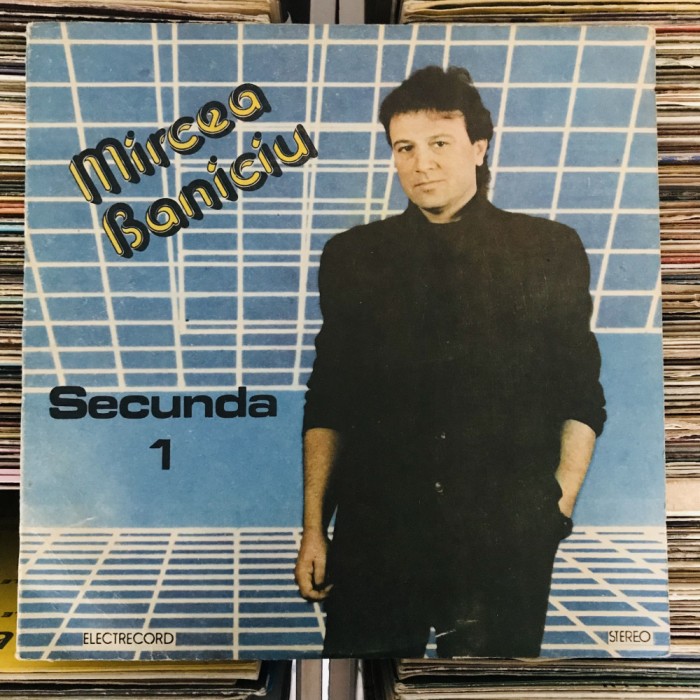 Mircea
Baniciu
Secunda
1
ELECTRECORD
STEREO